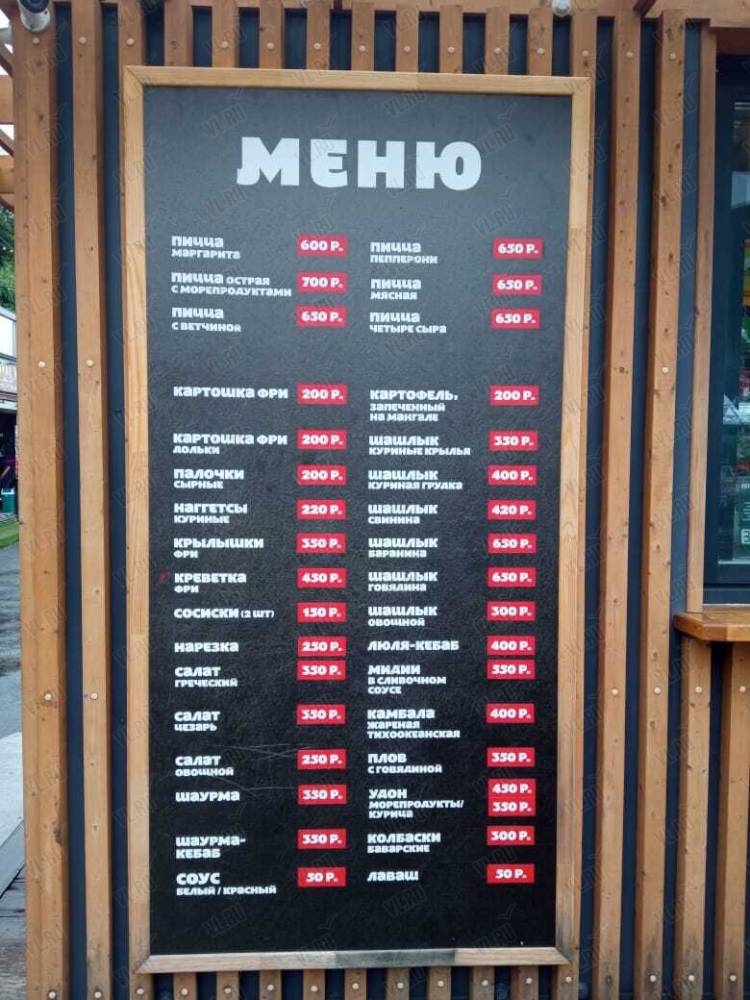 МЕНЮ
ПИЦЦА
МАРГАРИТА
600 Р.
ПИЦЦА ОСТРАЯ
С МОРЕПРОДУКТАМИ
700 Р.
ПИЦЦА
С ВЕТЧИНОЙ
650 Р.
КАРТОШКА ФРИ
200 Р.
КАРТОШКА ФРИ
ДОЛЬКИ
200 Р.
ПАЛОЧКИ
СЫРНЫЕ
200 Р.
НАГГЕТСЫ
КУРИНЫЕ
220 Р.
КРЫЛЫШКИ
ФРИ
350 Р.
КРЕВЕТКА
ФРИ
450 Р.
СОСИСКИ (2 ШТ)
150 Р.
НАРЕЗКА
250 Р.
САЛАТ
ГРЕЧЕСКИЙ
350 Р.
САЛАТ
ЦЕЗАРЬ
350 Р.
САЛАТ
ОВОЩНОЙ
250 Р.
ШАУРМА
350 Р.
ШАУРМА-
КЕБАБ
350 Р.
СОУС
БЕЛЫЙ / КРАСНЫЙ
50 Р.
ПИЦЦА
ПЕППЕРОНИ
650 Р.
ПИЦЦА
МЯСНАЯ
650 Р.
ПИЦЦА
ЧЕТЫРЕ СЫРА
650 Р.
КАРТОФЕЛЬ,
ЗАПЕЧЕННЫЙ
НА МАНГАЛЕ
200 Р.
ШАШЛЫК
КУРИНЫЕ КРЫЛЬЯ
350 Р.
ШАШЛЫК
КУРИНАЯ ГРУДКА
400 Р.
ШАШЛЫК
СВИНИНА
420 Р.
ШАШЛЫК
БАРАНИНА
650 Р.
ШАШЛЫК
ГОВЯДИНА
650 Р.
ШАШЛЫК
ОВОЩНОЙ
300 Р.
ЛЮЛЯ-КЕБАБ
400 Р.
МИДИИ
В СЛИВОЧНОМ
СОУСЕ
550 Р.
КАМБАЛА
ЖАРЕНАЯ
ТИХООКЕАНСКАЯ
400 Р.
ПЛОВ
С ГОВЯДИНОЙ
350 Р.
УДОН
МОРЕПРОДУКТЫ/
КУРИЦА
450 Р.
350 Р.
КОЛБАСКИ
БАВАРСКИЕ
300 Р.
ЛАВАШ
50 Р.
VL.RU